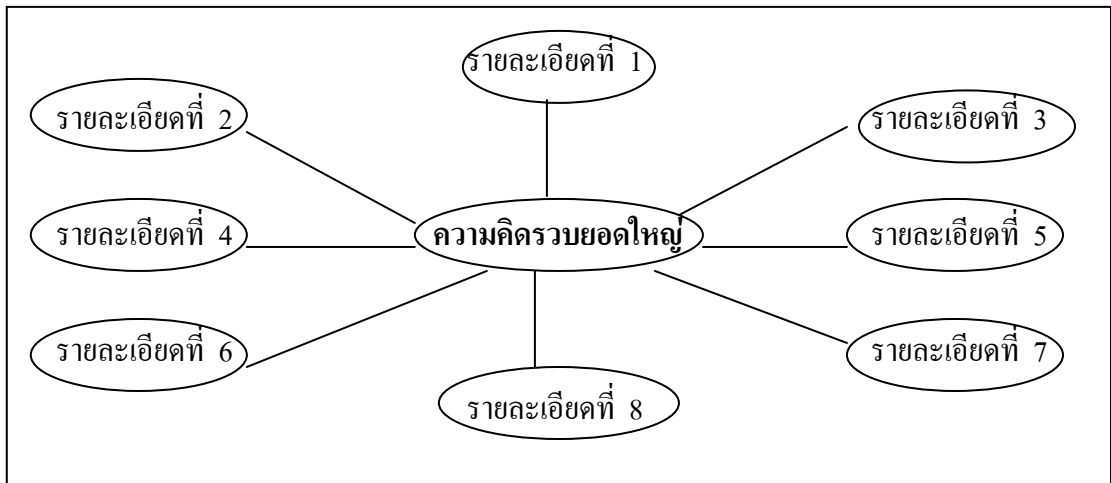 รายละเอียดที่ 1
รายละเอียดที่ 2
รายละเอียดที่ 3
ความคิดรวบยอดใหญ่
รายละเอียดที่ 4
รายละเอียดที่ 5
รายละเอียดที่ 6
รายละเอียดที่ 7
รายละเอียดที่ 8